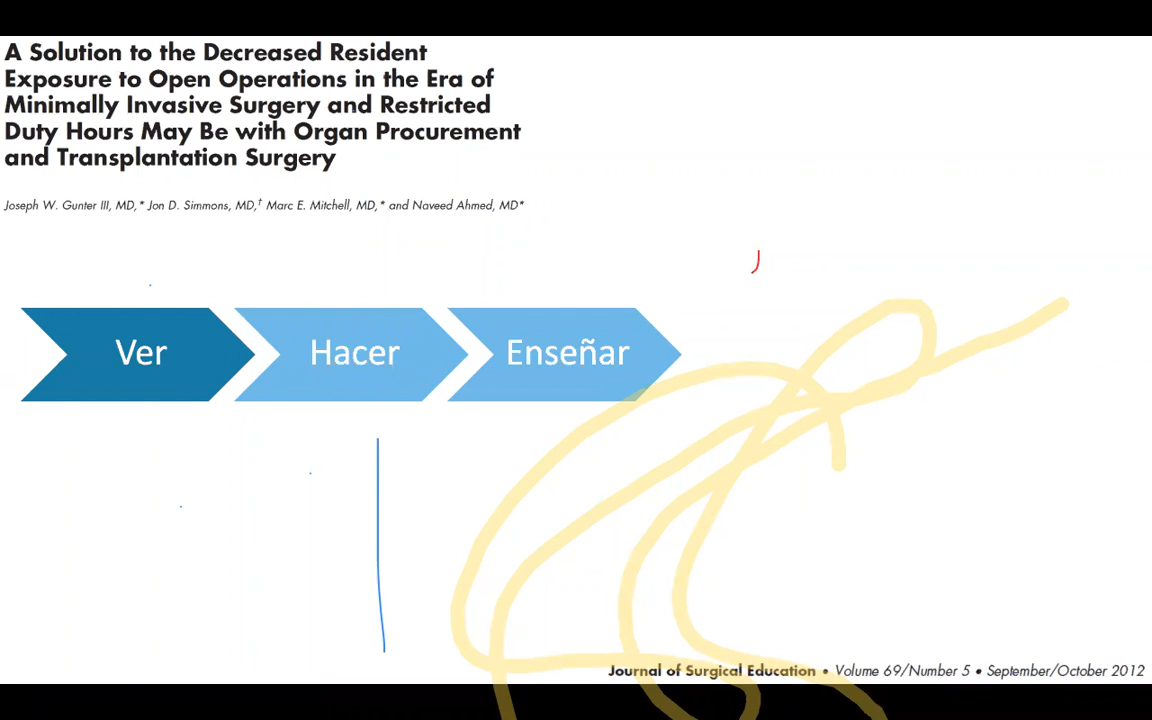 A Solution to the Decreased Resident
Exposure to Open Operations in the Era of
Minimally Invasive Surgery and Restricted
Duty Hours May Be with Organ Procurement
and Transplantation Surgery
Joseph W. Gunter III, MD,* Jon D. Simmons, MD,† Marc E. Mitchell, MD,* and Naveed Ahmed, MD*
Ver
Hacer
Enseñar
Journal of Surgical Education • Volume 69/Number 5 • September/October 2012